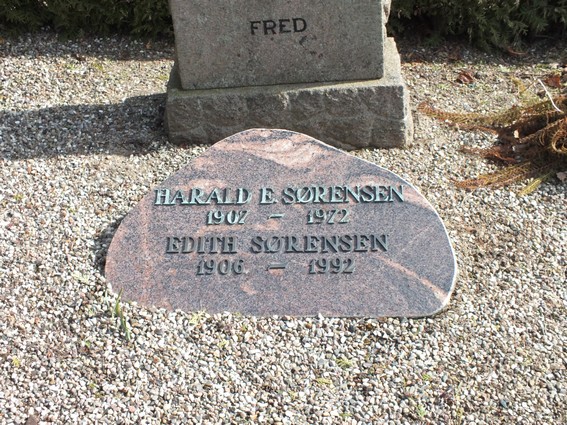 FRED
HARALD E. SØRENSEN
1907 – 1972
EDITH SØRENSEN
1906 – 1992